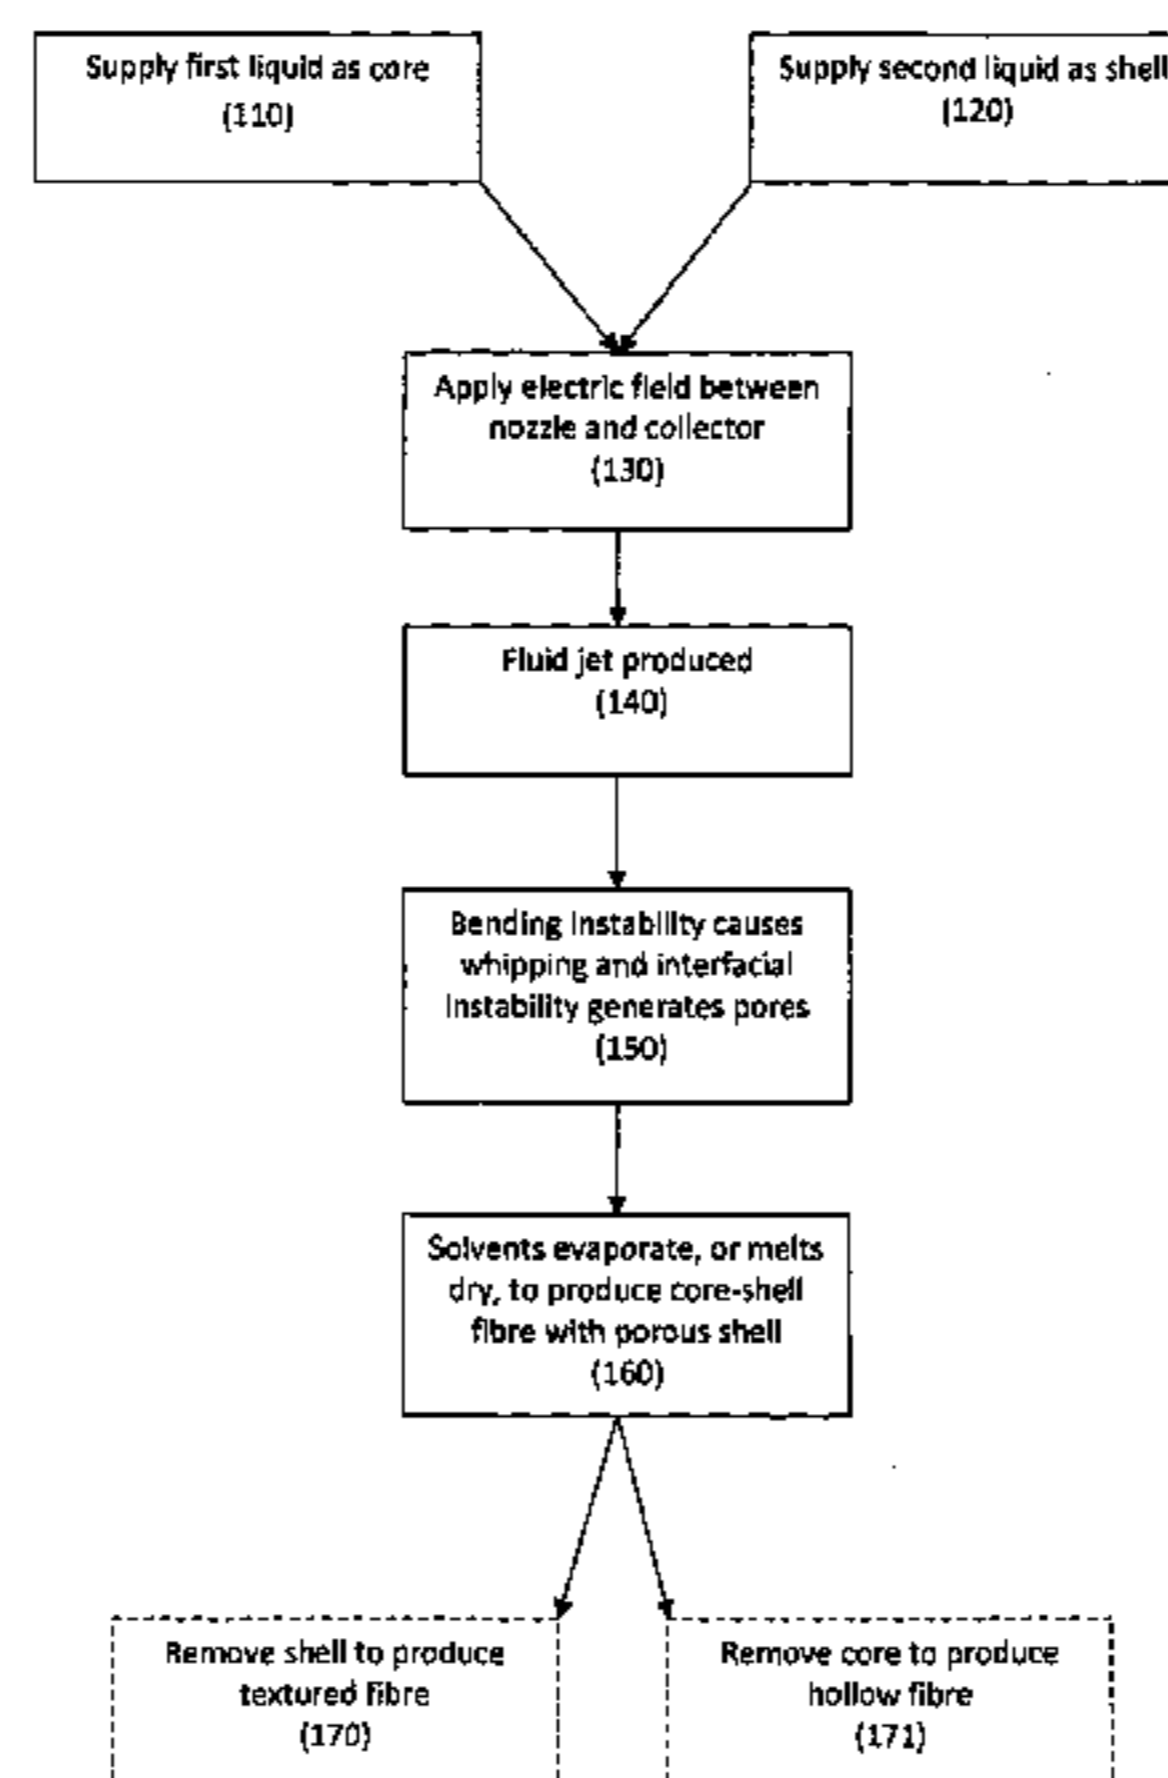 Supply first liquid as core
(110)
Supply second liquid as shell
(120)
Apply electric field between
nozzle and collector
(130)
Fluid jet produced
(140)
Bending instability causes
whipping and interfacial
instability generates pores
(150)
Solvents evaporate, or melts
dry, to produce core-shell
fibre with porous shell
(160)
Remove shell to produce
textured fibre
(170)
Remove core to produce
hollow fibre
(171)